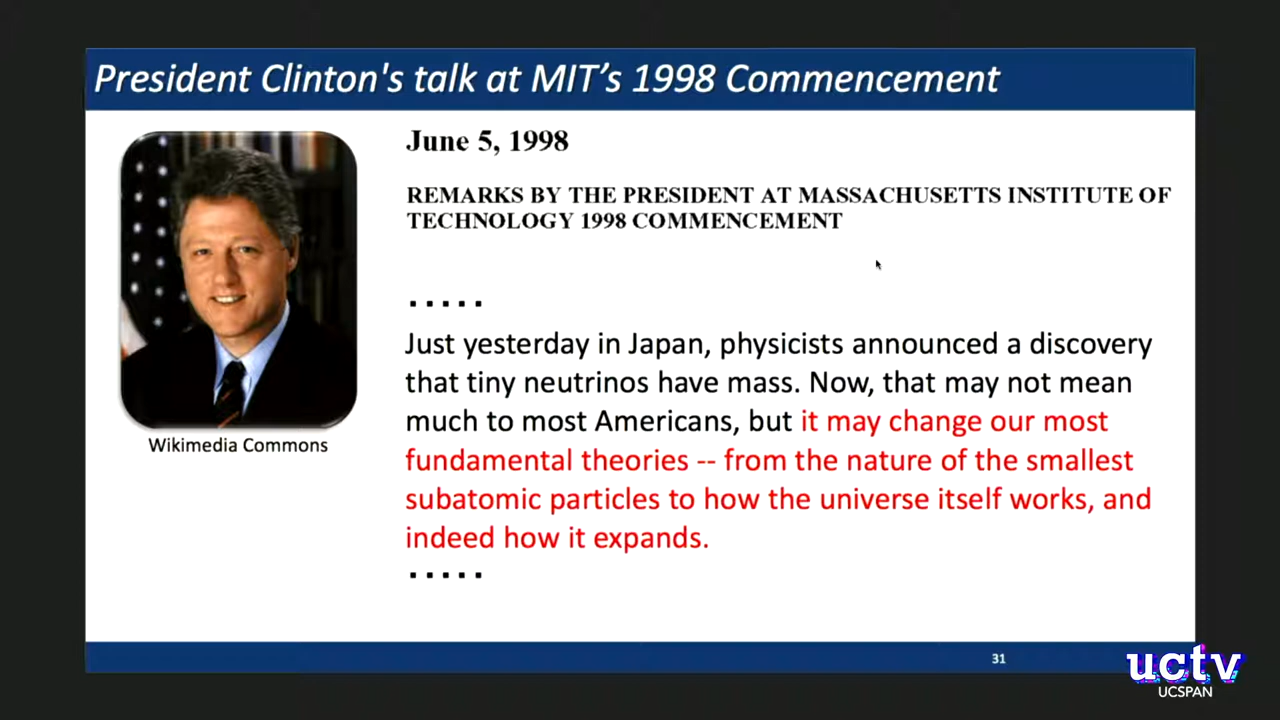 President Clinton's talk at MIT’s 1998 Commencement
June 5, 1998
REMARKS BY THE PRESIDENT AT MASSACHUSETTS INSTITUTE OF
TECHNOLOGY 1998 COMMENCEMENT
.....
Just yesterday in Japan, physicists announced a discovery
that tiny neutrinos have mass. Now, that may not mean
much to most Americans, but it may change our most
fundamental theories -- from the nature of the smallest
subatomic particles to how the universe itself works, and
indeed how it expands.
.....
Wikimedia Commons
31
uctv
UCSPAN